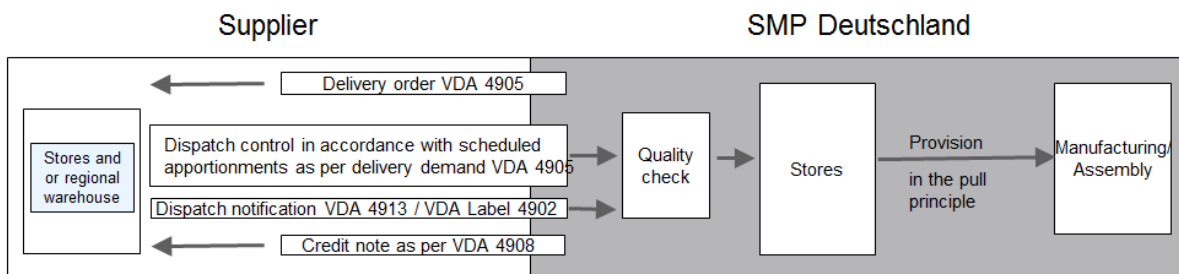 Supplier
SMP Deutschland
Delivery order VDA 4905
Stores and
or regional
warehouse
Dispatch control in accordance with scheduled
apportionments as per delivery demand VDA 4905
Dispatch notification VDA 4913 / VDA Label 4902
Credit note as per VDA 4908
Quality
check
Stores
Provision
in the pull
principle
Manufacturing/
Assembly